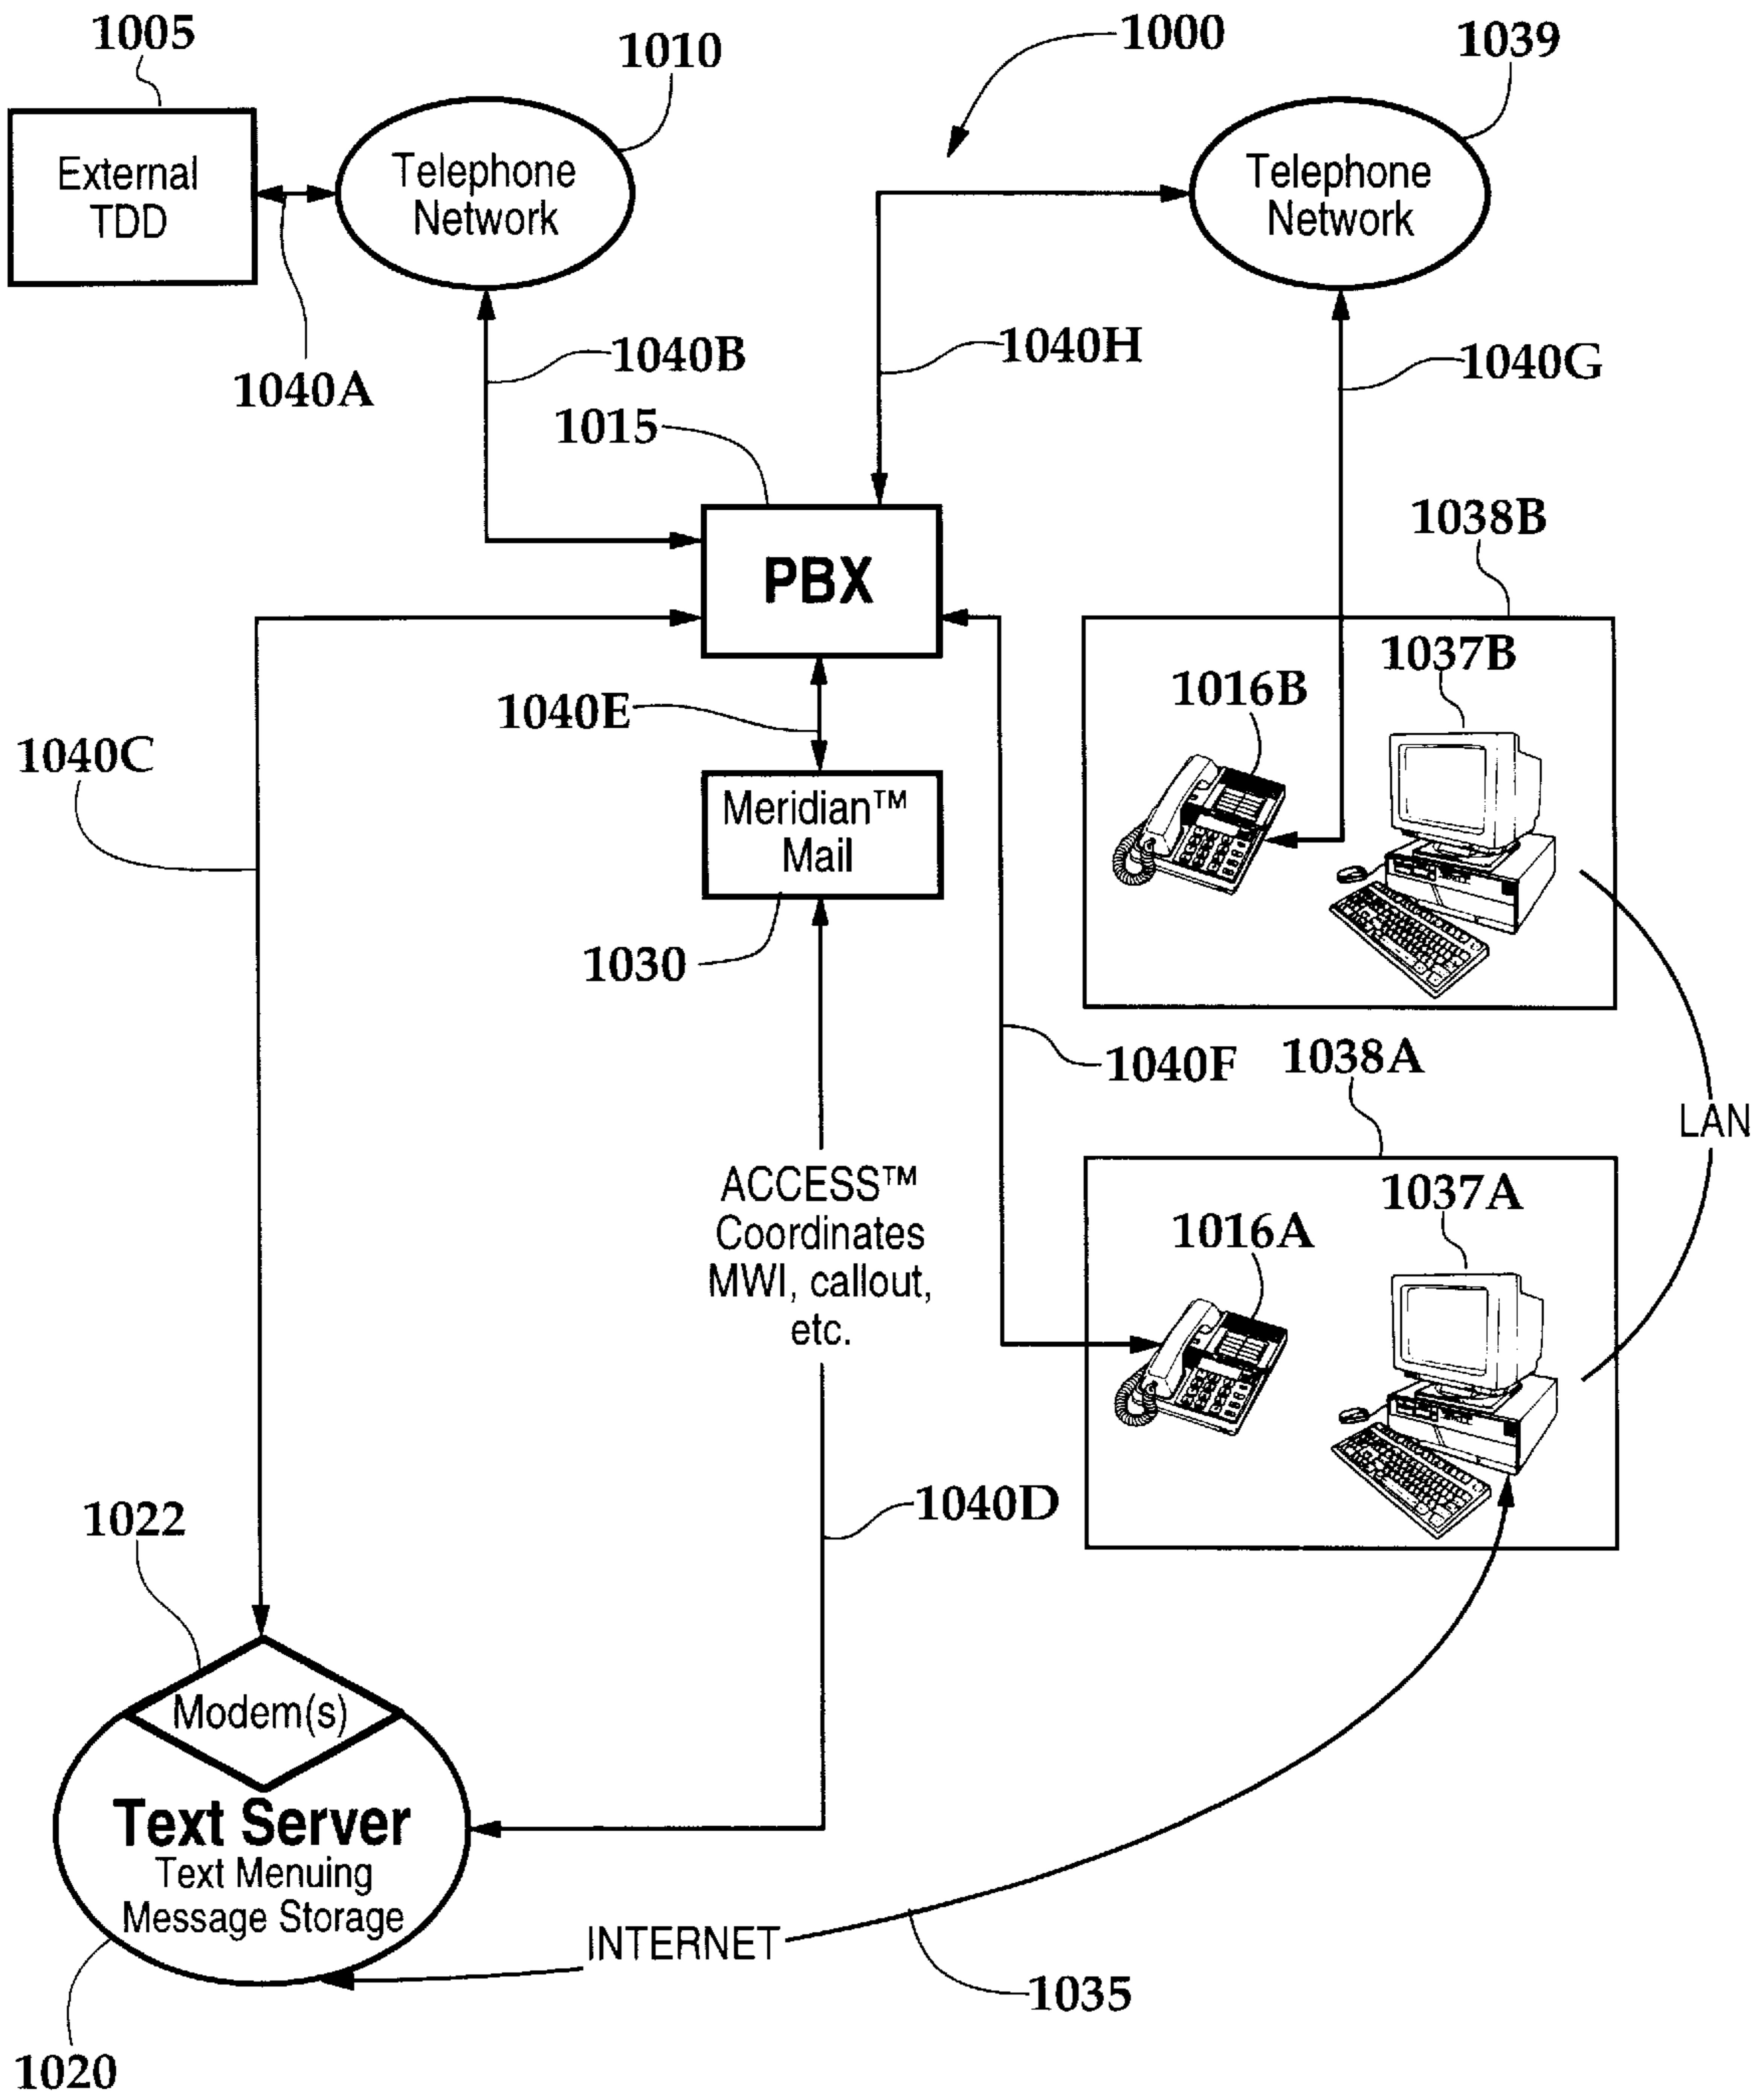 1005
1010
1000
1039
External
TDD
Telephone
Network
Telephone
Network
1040A
1040B
1040H
1040G
1015
1038B
PBX
1037B
1016B
1040E
1040C
Meridian™
Mail
1030
1040F
1038A
LAN
ACCESS™
Coordinates
MWI, callout,
etc.
1037A
1016A
1040D
1022
Modem(s)
Text Server
Text Menuing
Message Storage
INTERNET
1035
1020